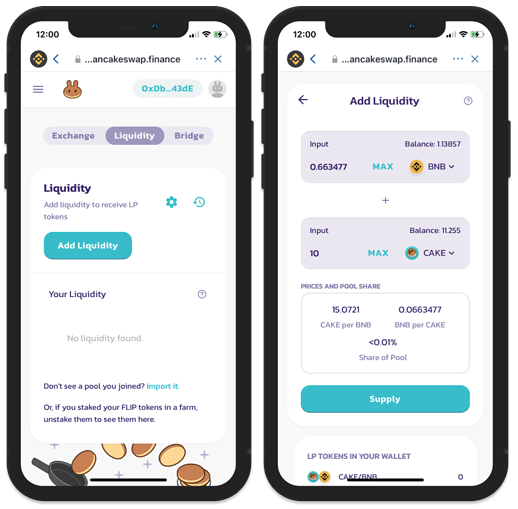 12:00
...ancakeswap.finance
0xDb...43dE
Exchange Liquidity Bridge
Liquidity
Add liquidity to receive LP
tokens
Add Liquidity
Your Liquidity
No liquidity found.
Don't see a pool you joined? Import it.
Or, if you staked your FLIP tokens in a farm,
unstake them to see them here.
12:00
...ancakeswap.finance
Add Liquidity
Input Balance: 1.13857
0.663477 MAX BNB
+
Input Balance: 11.255
10 MAX CAKE
PRICES AND POOL SHARE
15.0721 0.0663477
CAKE per BNB BNB per CAKE
<0.01%
Share of Pool
Supply
LP TOKENS IN YOUR WALLET
CAKE/BNB 0